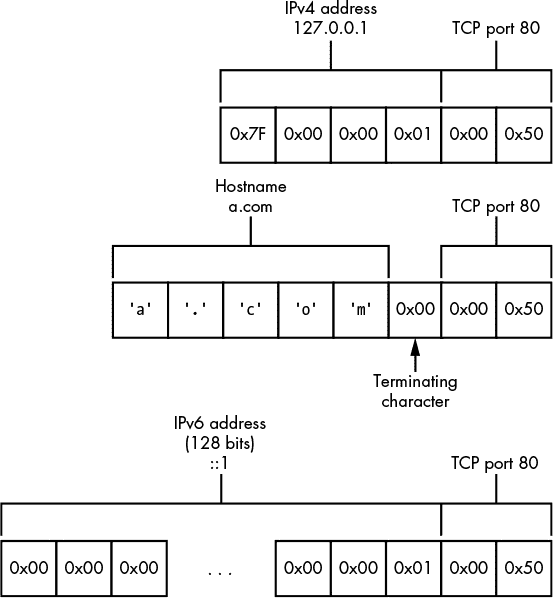 IPv4 address
127.0.0.1
TCP port 80
0x7F 0x00 0x00 0x01 0x00 0x50
Hostname
a.com
TCP port 80
'a' '.' 'c' 'o' 'm' 0x00 0x00 0x50
Terminating
character
IPv6 address
(128 bits)
::1
TCP port 80
0x00 0x00 0x00 ... 0x00 0x00 0x01 0x00 0x50